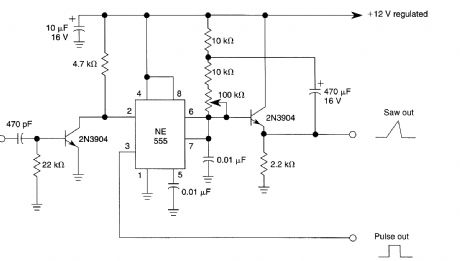 +12 V regulated
10 µF
16 V
10 kΩ
4.7 kΩ
10 kΩ
+
470 µF
16 V
100 kΩ
4
8
470 pF
2
6
Saw out
2N3904
NE
555
2N3904
3
7
22 kΩ
0.01 µF
2.2 kΩ
1
5
0.01 µF
Pulse out